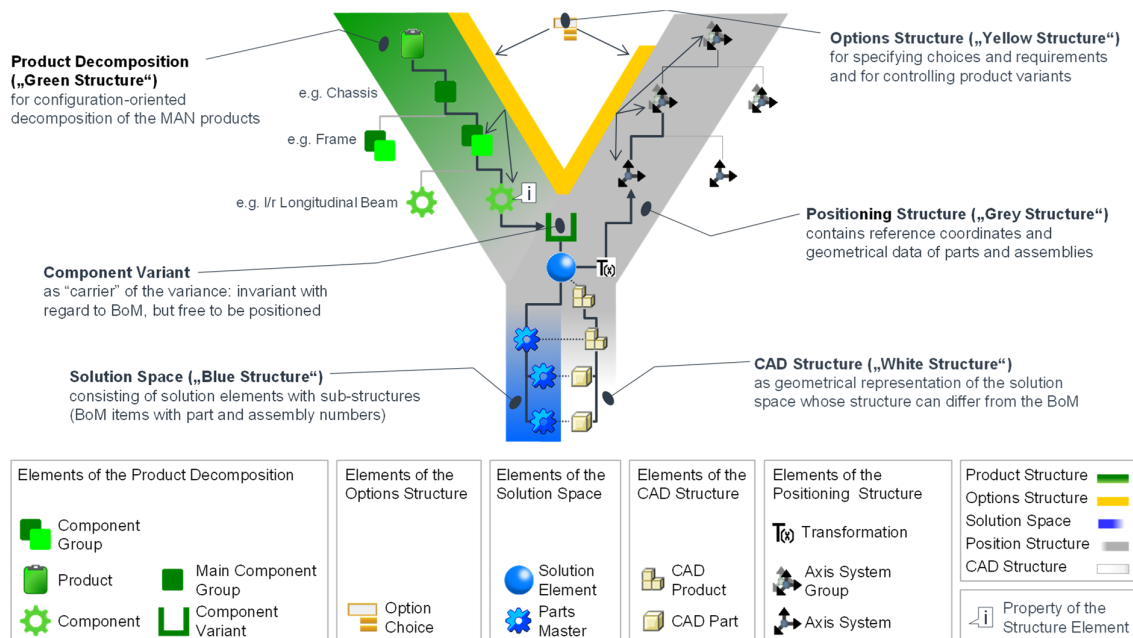 Product Decomposition
(„Green Structure“)
for configuration-oriented
decomposition of the MAN products
e.g. Chassis
e.g. Frame
e.g. l/r Longitudinal Beam
i
Options Structure („Yellow Structure“)
for specifying choices and requirements
and for controlling product variants
Positioning Structure („Grey Structure“)
contains reference coordinates and
geometrical data of parts and assemblies
Component Variant
as “carrier” of the variance: invariant with
regard to BoM, but free to be positioned
T(x)
Solution Space („Blue Structure“)
consisting of solution elements with sub-structures
(BoM items with part and assembly numbers)
CAD Structure („White Structure“)
as geometrical representation of the solution
space whose structure can differ from the BoM
Elements of the Product Decomposition
Component
Group
Product
Main Component
Group
Component
Component
Variant
Elements of the
Options Structure
Option
Choice
Elements of the
Solution Space
Solution
Element
Parts
Master
Elements of the
CAD Structure
CAD
Product
CAD Part
Elements of the
Positioning Structure
T(x) Transformation
Axis System
Group
Axis System
Product Structure
Options Structure
Solution Space
Position Structure
CAD Structure
i
Property of the
Structure Element